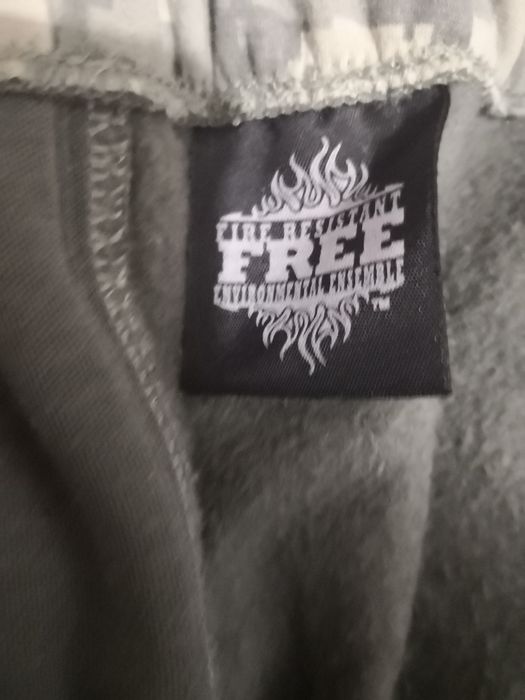 FIRE RESISTANT
FREE
ENVIRONMENTAL ENSEMBLE
TM